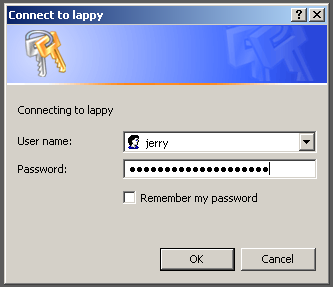 Connect to lappy
Connecting to lappy
User name:
jerry
Password:
Remember my password
OK
Cancel